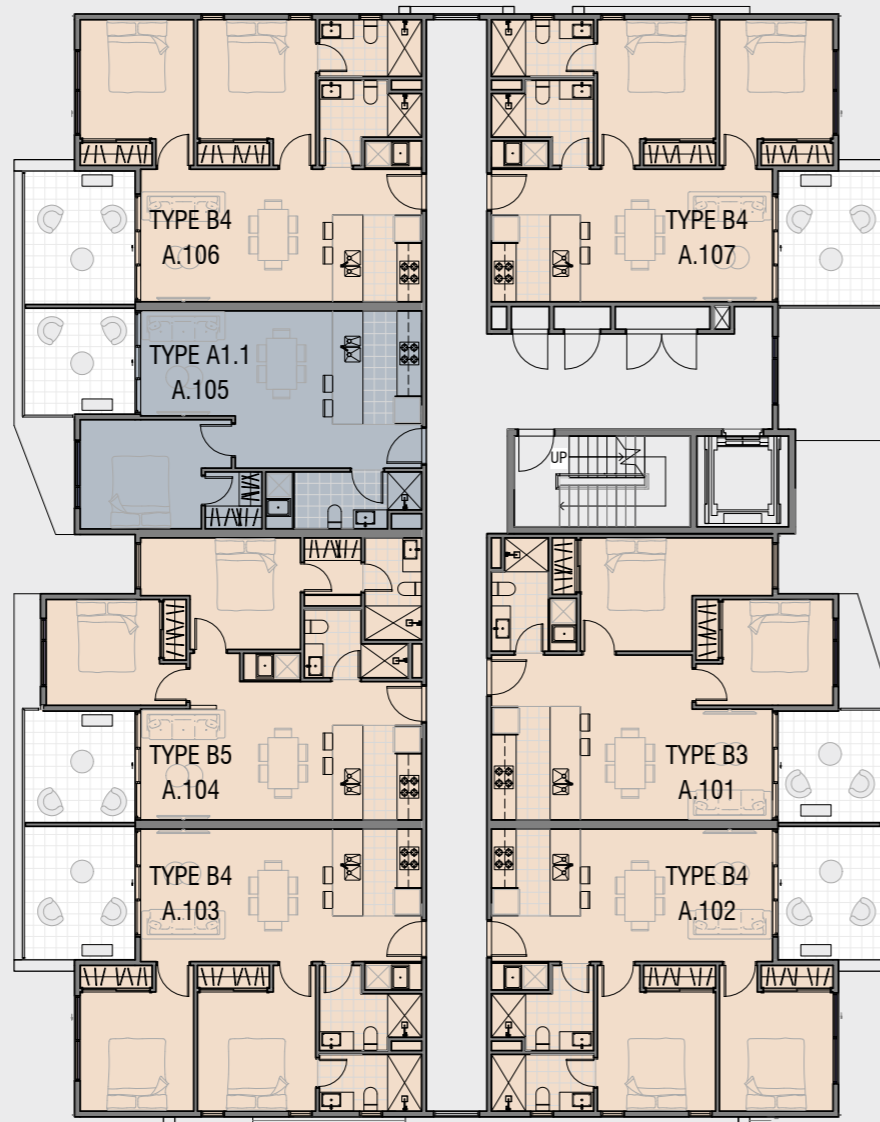 TYPE B4
A.106
TYPE B4
A.107
TYPE A1.1
A.105
UP
TYPE B5
A.104
TYPE B3
A.101
TYPE B4
A.103
TYPE B4
A.102